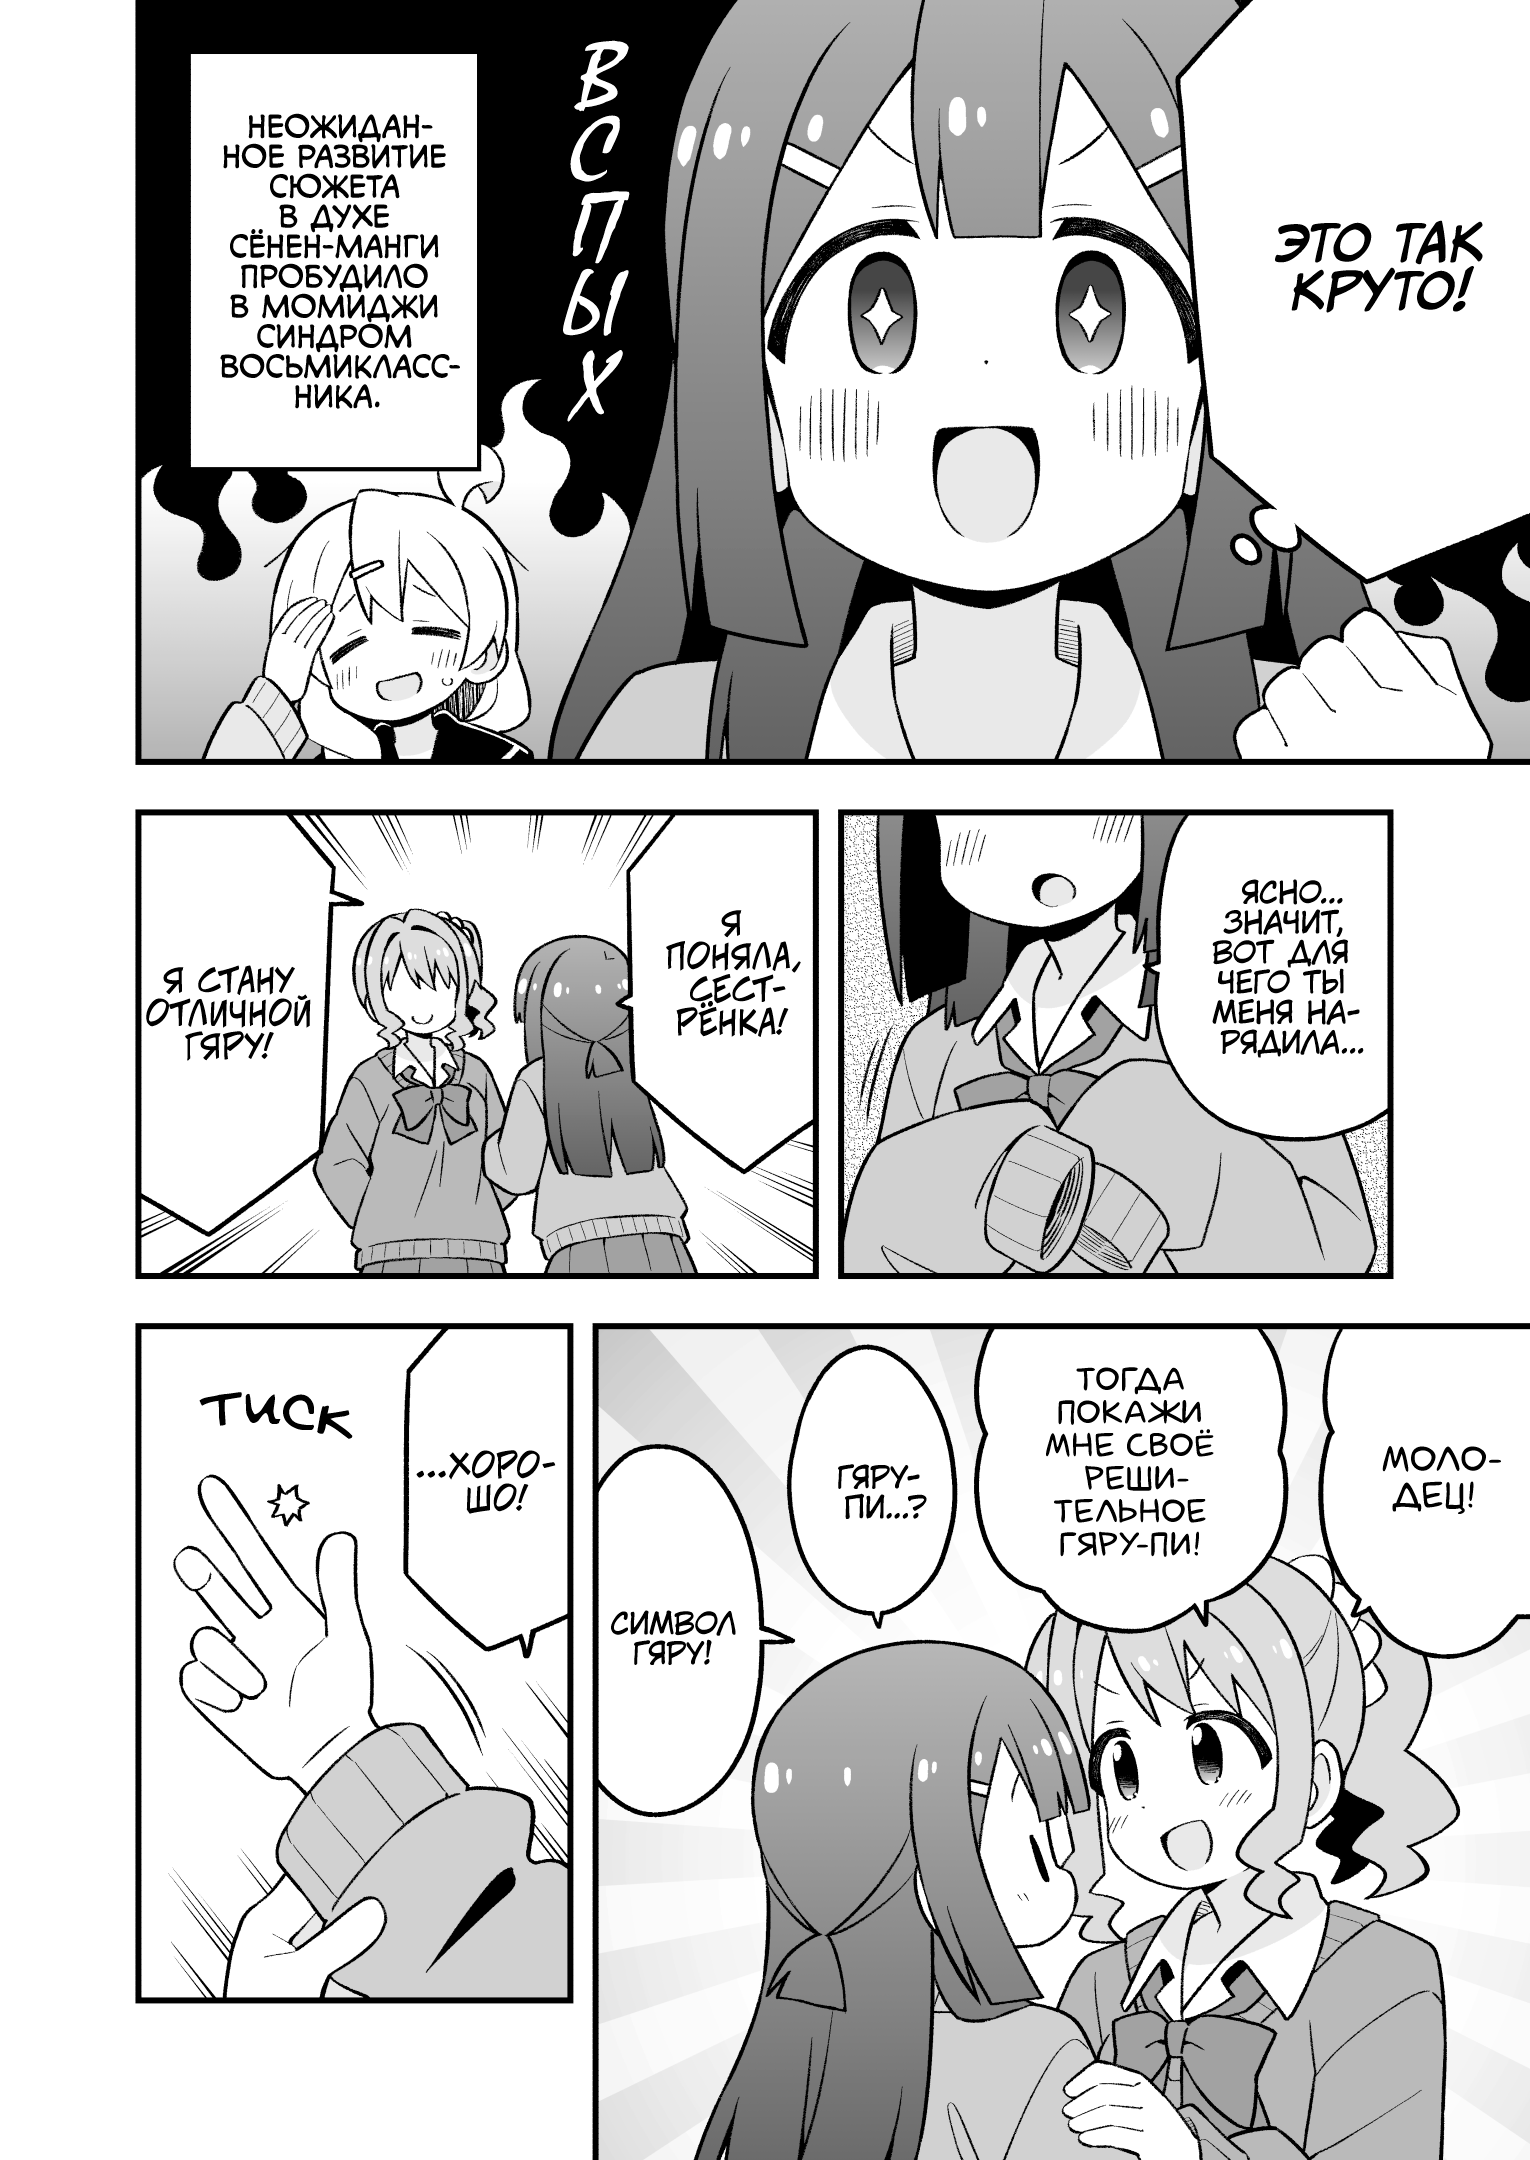 ЭТО ТАК
КРУТО!
ВСПЫХ
НЕОЖИДАН-
НОЕ РАЗВИТИЕ
СЮЖЕТА
В ДУХЕ
СЁНЕН-МАНГИ
ПРОБУДИЛО
В МОМИДЖИ
СИНДРОМ
ВОСЬМИКЛАСС-
НИКА.
ЯСНО...
ЗНАЧИТ,
ВОТ ДЛЯ
ЧЕГО ТЫ
МЕНЯ НА-
РЯДИЛА...
Я
ПОНЯЛА,
СЕСТ-
РЁНКА!
Я СТАНУ
ОТЛИЧНОЙ
ГЯРУ!
МОЛО-
ДЕЦ!
ТОГДА
ПОКАЖИ
МНЕ СВОЁ
РЕШИ-
ТЕЛЬНОЕ
ГЯРУ-ПИ!
ГЯРУ-
ПИ...?
СИМВОЛ
ГЯРУ!
...ХОРО-
ШО!
ТИСК